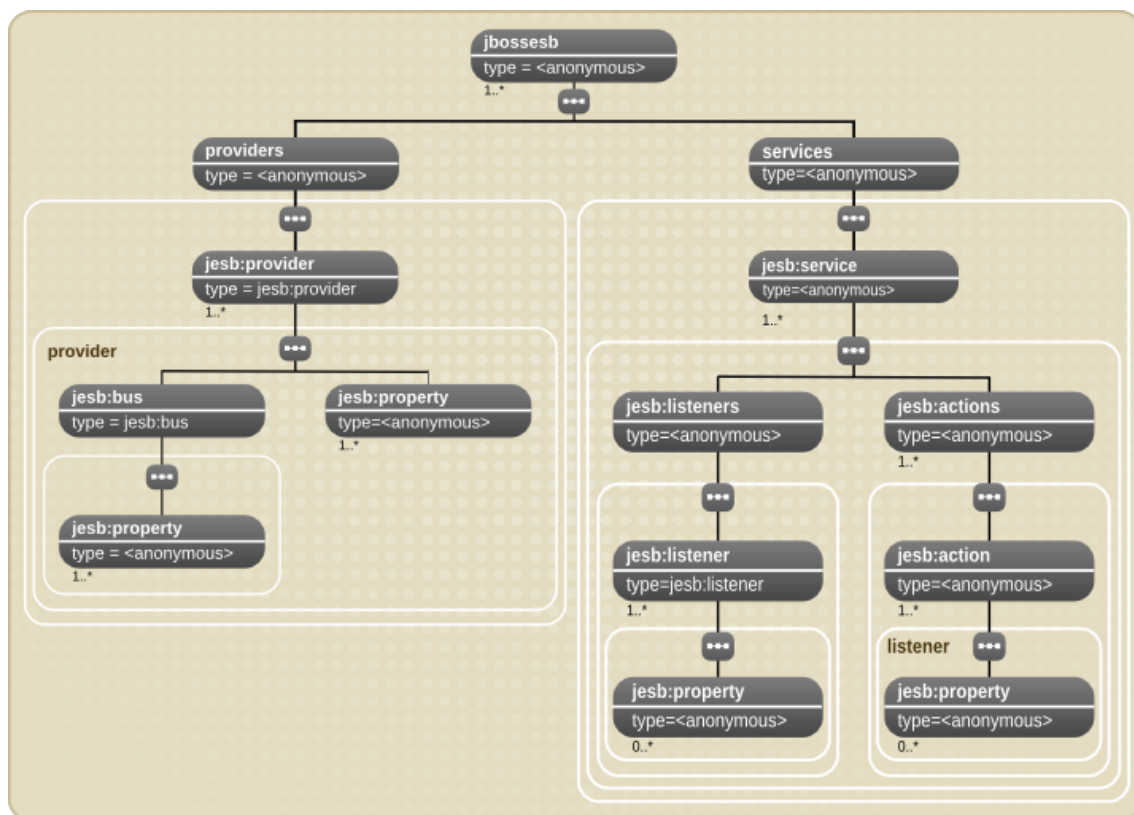 jbossesb
type = <anonymous>
1..*
providers
type = <anonymous>
services
type=<anonymous>
jesb:provider
type = jesb:provider
1..*
jesb:service
type=<anonymous>
1..*
provider
jesb:bus
type = jesb:bus
jesb:property
type=<anonymous>
1..*
jesb:property
type = <anonymous>
1..*
jesb:listeners
type=<anonymous>
jesb:actions
type=<anonymous>
1..*
jesb:listener
type=jesb:listener
1..*
jesb:action
type=<anonymous>
1..*
listener
jesb:property
type=<anonymous>
0..*
jesb:property
type=<anonymous>
0..*